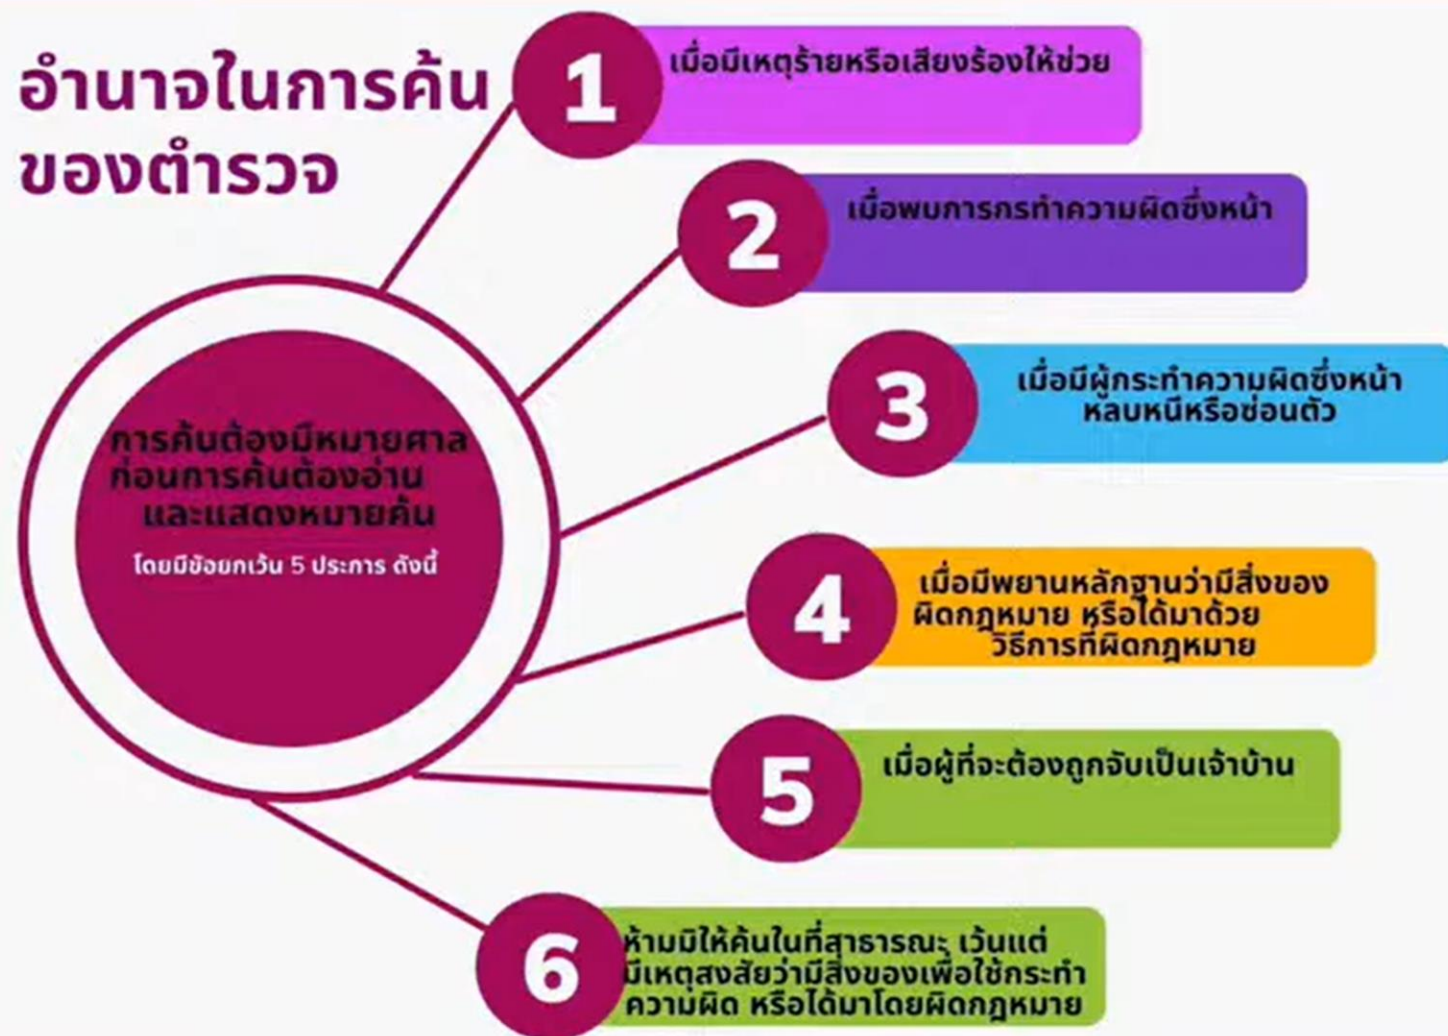 อำนาจในการค้น
ของตำรวจ
1
เมื่อมีเหตุร้ายหรือเสียงร้องให้ช่วย
2
เมื่อพบการกรทำความผิดซึ่งหน้า
3
เมื่อมีผู้กระทำความผิดซึ่งหน้า
หลบหนีหรือซ่อนตัว
การค้นต้องมีหมายศาล
ก่อนการค้นต้องอ่าน
และแสดงหมายค้น
โดยมีข้อยกเว้น 5 ประการ ดังนี้
4
เมื่อมีพยานหลักฐานว่ามีสิ่งของ
ผิดกฎหมาย หรือได้มาด้วย
วิธีการที่ผิดกฎหมาย
5
เมื่อผู้ที่จะต้องถูกจับเป็นเจ้าบ้าน
6
ห้ามมิให้ค้นในที่สาธารณะ เว้นแต่
มีเหตุสงสัยว่ามีสิ่งของเพื่อใช้กระทำ
ความผิด หรือได้มาโดยผิดกฎหมาย